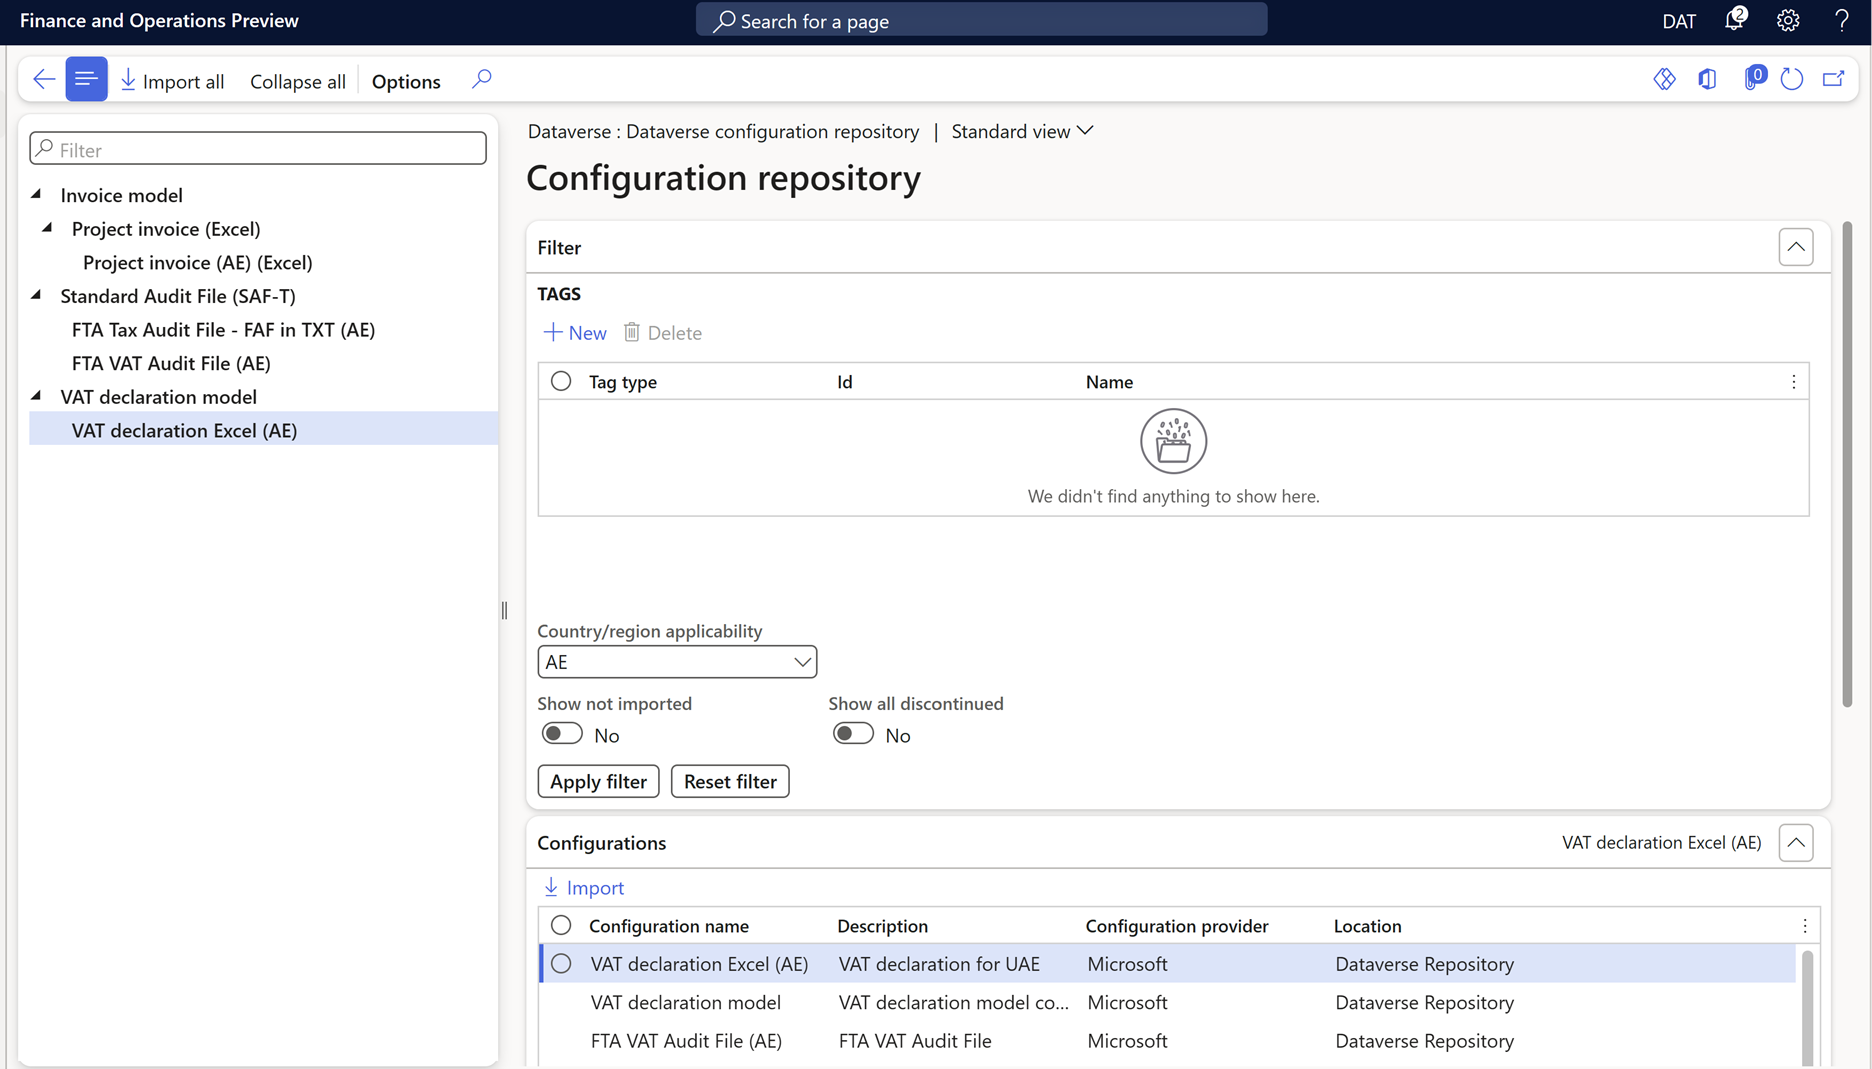 Finance and Operations Preview
Search for a page
DAT
2
?
Import all
Collapse all
Options
0
Filter
Invoice model
Project invoice (Excel)
Project invoice (AE) (Excel)
Standard Audit File (SAF-T)
FTA Tax Audit File - FAF in TXT (AE)
FTA VAT Audit File (AE)
VAT declaration model
VAT declaration Excel (AE)
Dataverse : Dataverse configuration repository | Standard view
Configuration repository
Filter
TAGS
New Delete
Tag type Id Name
We didn't find anything to show here.
Country/region applicability
AE
Show not imported Show all discontinued
No No
Apply filter Reset filter
Configurations VAT declaration Excel (AE)
Import
Configuration name Description Configuration provider Location
VAT declaration Excel (AE) VAT declaration for UAE Microsoft Dataverse Repository
VAT declaration model VAT declaration model co... Microsoft Dataverse Repository
FTA VAT Audit File (AE) FTA VAT Audit File Microsoft Dataverse Repository